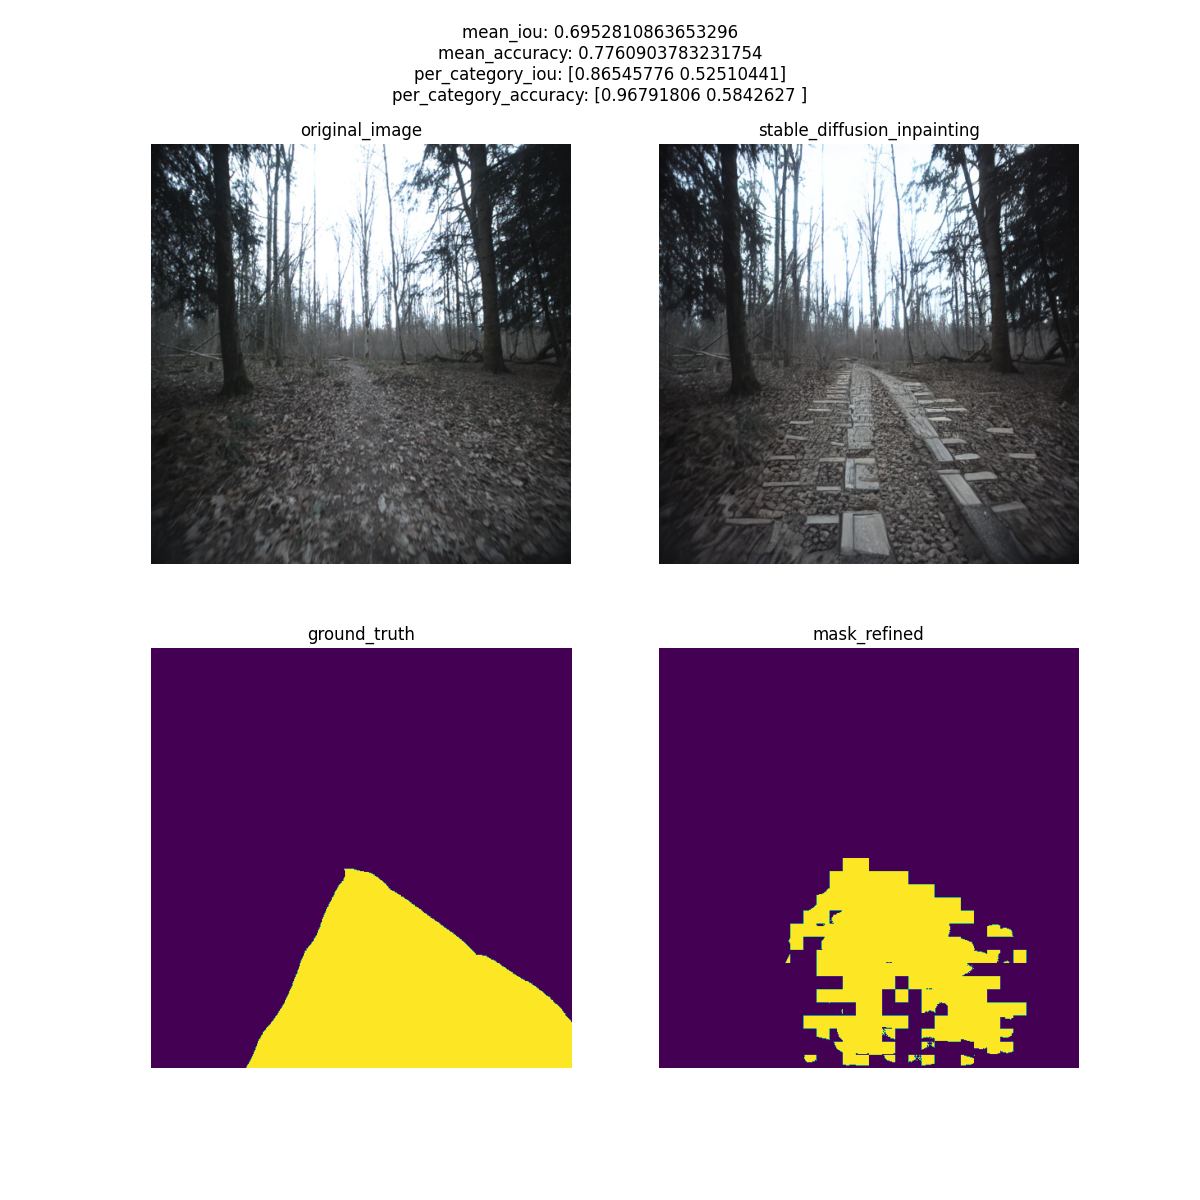 mean_iou: 0.6952810863653296
mean_accuracy: 0.7760903783231754
per_category_iou: [0.86545776 0.52510441]
per_category_accuracy: [0.96791806 0.5842627 ]
original_image
stable_diffusion_inpainting
ground_truth
mask_refined